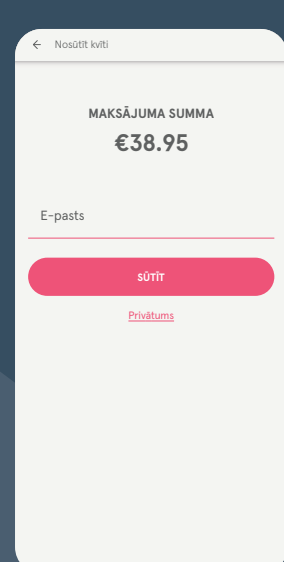 Nosūtīt kvīti
MAKSĀJUMA SUMMA
€38.95
E-pasts
SŪTĪT
Privātums